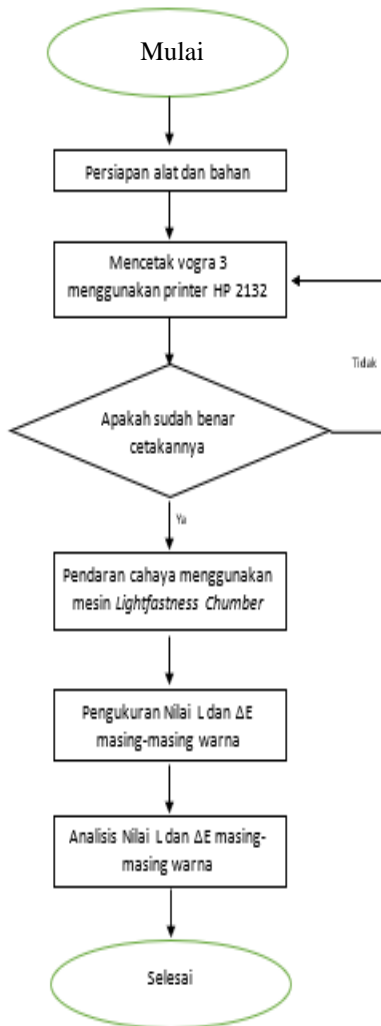 Mulai
Persiapan alat dan bahan
Mencetak vogra 3
menggunakan printer HP 2132
Tidak
Apakah sudah benar
cetakannya
Ya
Pendaran cahaya menggunakan
mesin Lightfastness Chumber
Pengukuran Nilai L dan ΔE
masing-masing warna
Analisis Nilai L dan ΔE masing-
masing warna
Selesai